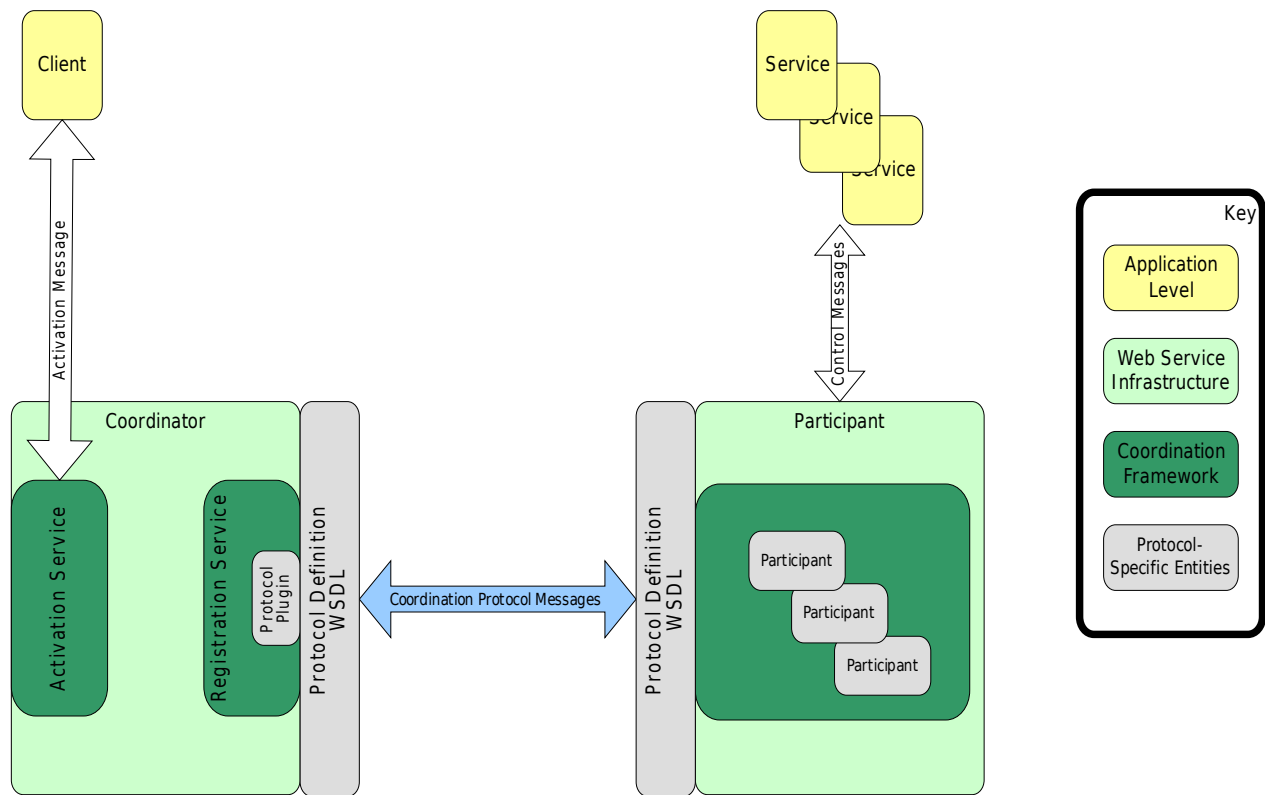 Client
Service
Service
Service
Activation Message
Control Messages
Key
Application
Level
Web Service
Infrastructure
Coordination
Framework
Protocol-
Specific Entities
Coordinator
Activation Service
Registration Service
Protocol
Plugin
Protocol Definition
WSDL
Coordination Protocol Messages
Protocol Definition
WSDL
Participant
Participant
Participant
Participant